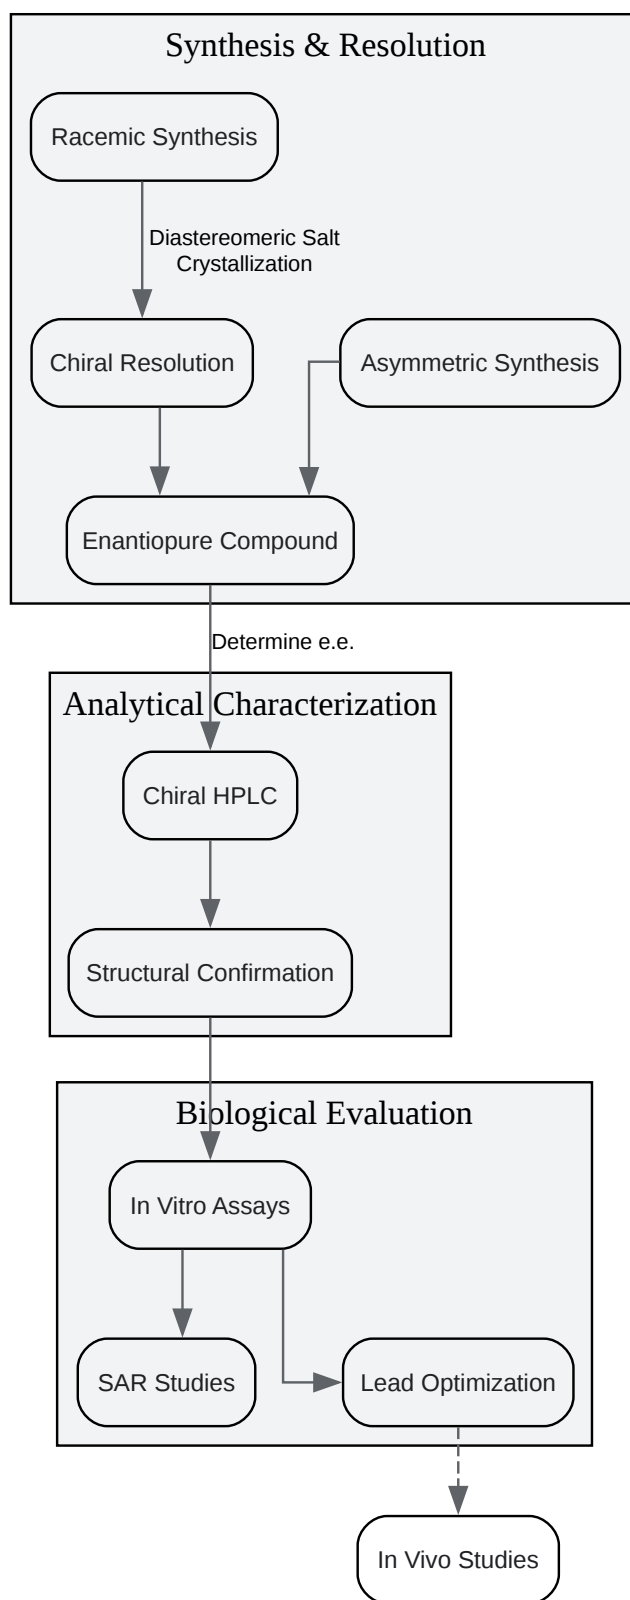 Synthesis & Resolution
Racemic Synthesis
Diastereomeric Salt
Crystallization
Chiral Resolution
Asymmetric Synthesis
Enantiopure Compound
Determine e.e.
Analytical Characterization
Chiral HPLC
Structural Confirmation
Biological Evaluation
In Vitro Assays
SAR Studies
Lead Optimization
In Vivo Studies